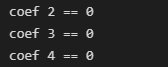 coef 2 == 0
coef 3 == 0
coef 4 == 0